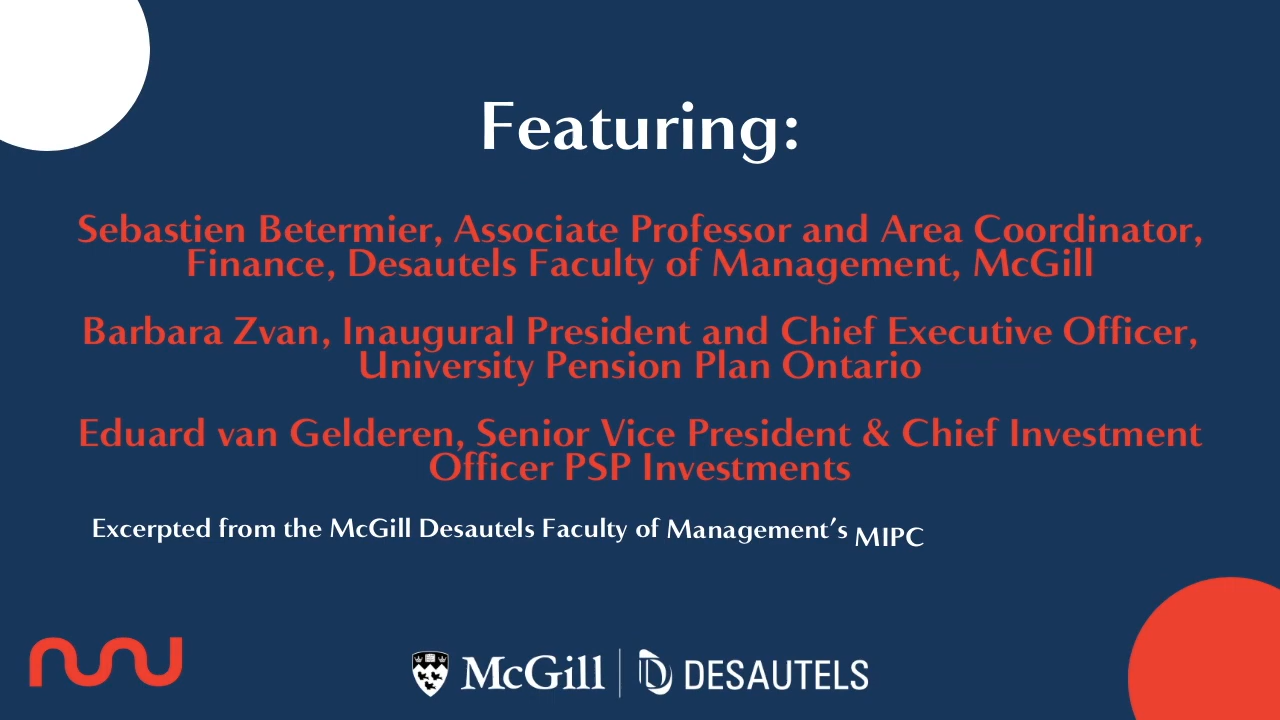 Featuring:
Sebastien Betermier, Associate Professor and Area Coordinator,
Finance, Desautels Faculty of Management, McGill
Barbara Zvan, Inaugural President and Chief Executive Officer,
University Pension Plan Ontario
Eduard van Gelderen, Senior Vice President & Chief Investment
Officer PSP Investments
Excerpted from the McGill Desautels Faculty of Management’s MIPC
McGill DESAUTELS